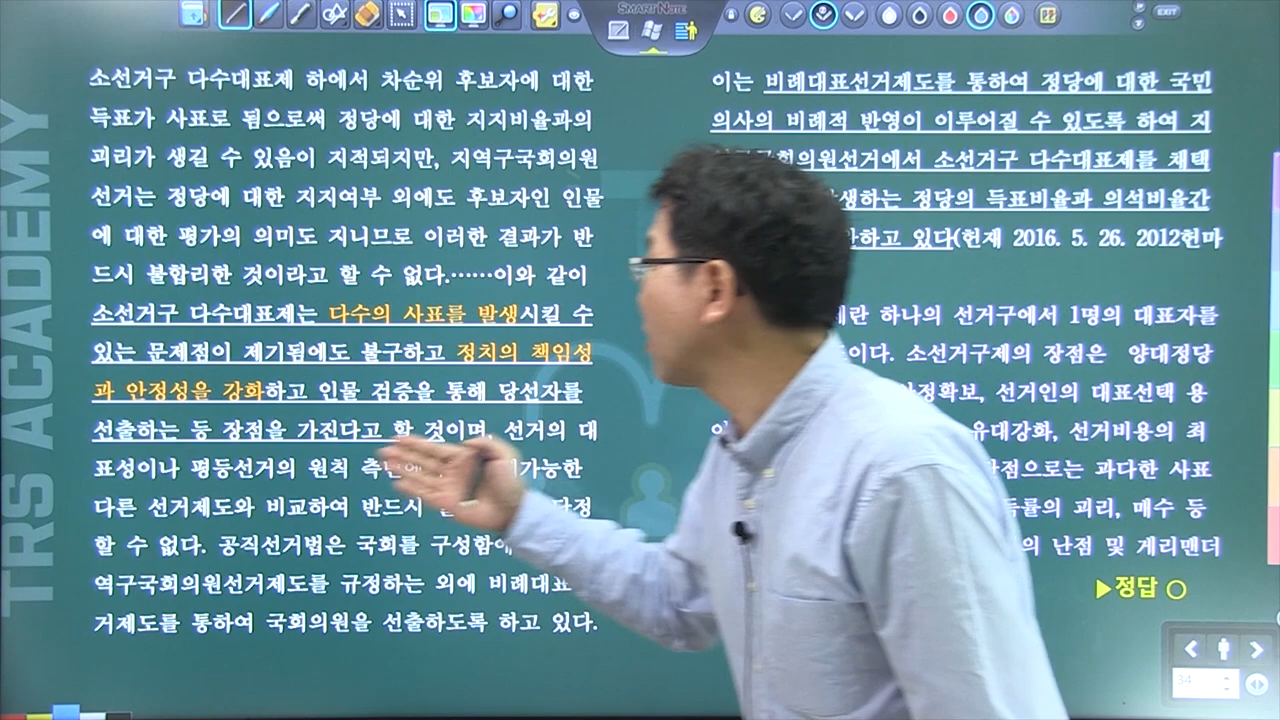 SMART NOTE
EXIT
TRS ACADEMY
소선거구 다수대표제 하에서 차순위 후보자에 대한
득표가 사표로 됨으로써 정당에 대한 지지비율과의
괴리가 생길 수 있음이 지적되지만, 지역구국회의원
선거는 정당에 대한 지지여부 외에도 후보자인 인물
에 대한 평가의 의미도 지니므로 이러한 결과가 반
드시 불합리한 것이라고 할 수 없다.……이와 같이
소선거구 다수대표제는 다수의 사표를 발생시킬 수
있는 문제점이 제기됨에도 불구하고 정치의 책임성
과 안정성을 강화하고 인물 검증을 통해 당선자를
선출하는 등 장점을 가진다고 할 것이며, 선거의 대
표성이나 평등선거의 원칙
다른 선거제도와 비교하여 반드시
할 수 없다. 공직선거법은 국회를 구성함에
역구국회의원선거제도를 규정하는 외에 비례대표
거제도를 통하여 국회의원을 선출하도록 하고 있다.
이는 비례대표선거제도를 통하여 정당에 대한 국민
의사의 비례적 반영이 이루어질 수 있도록 하여 지
소선거구 다수대표제를 채택
정당의 득표비율과 의석비율간
하고 있다(헌재 2016. 5. 26. 2012헌마
하나의 선거구에서 1명의 대표자를
소선거구제의 장점은 양대정당
선거인의 대표선택 용
유대강화, 선거비용의 최
과다한 사표
괴리, 매수 등
의 난점 및 게리맨더
▶정답 ○
34